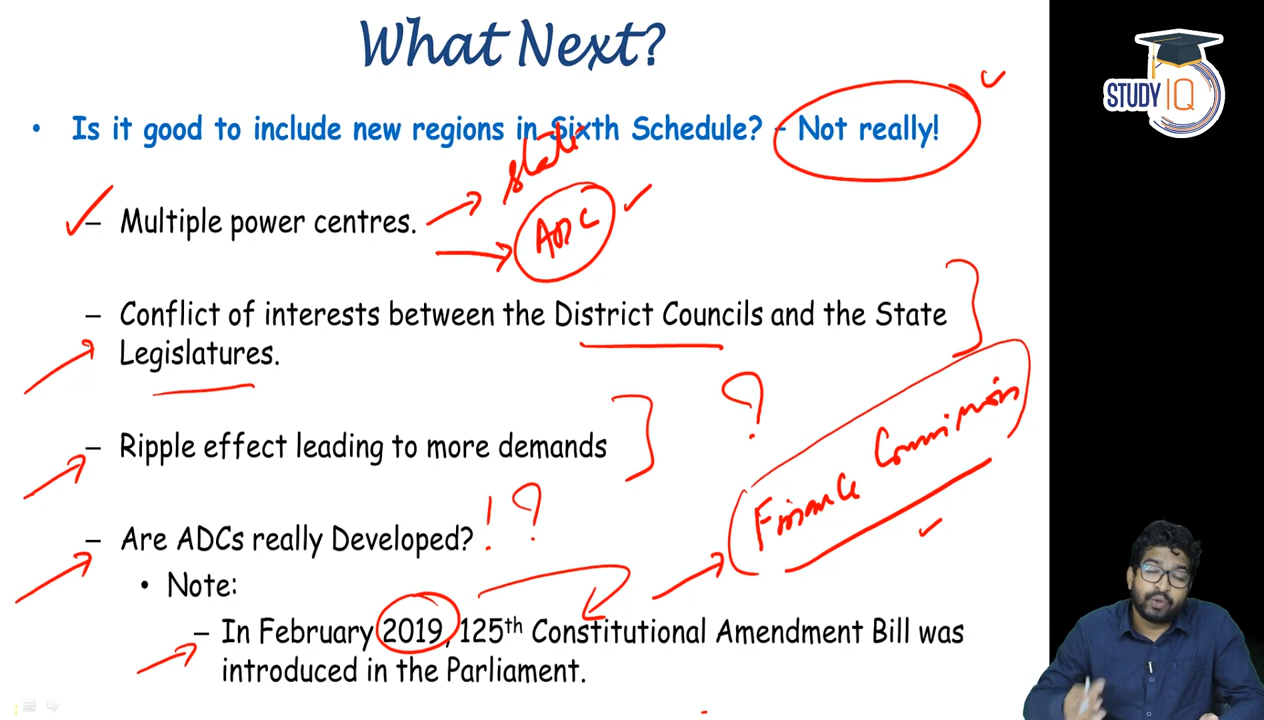 What Next?
STUDY IQ
• Is it good to include new regions in Sixth Schedule? - Not really!
state
– Multiple power centres.
ADC
– Conflict of interests between the District Councils and the State
Legislatures.
?
– Ripple effect leading to more demands
Finance Commission
– Are ADCs really Developed? ! ?
• Note:
– In February 2019, 125th Constitutional Amendment Bill was
introduced in the Parliament.